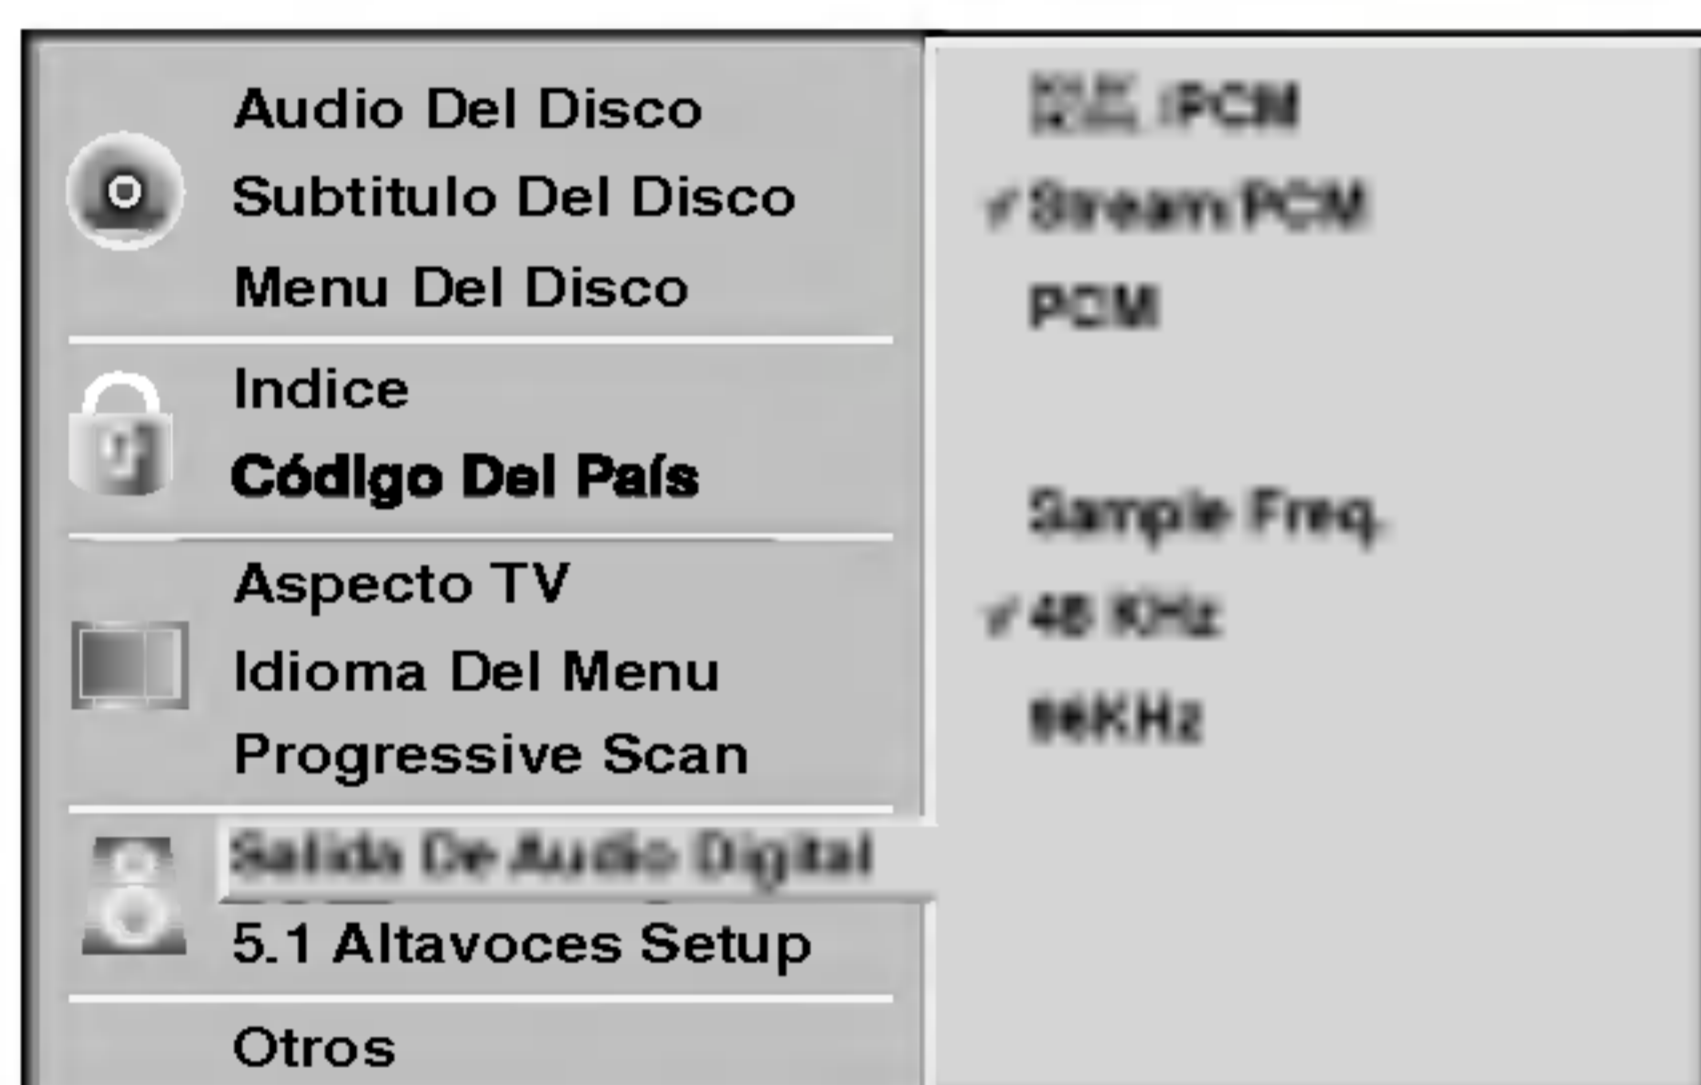 Audio Del Disco
Subtitulo Del Disco
Menu Del Disco
Indice
Código Del País
Aspecto TV
Idioma Del Menu
Progressive Scan
Salida De Audio Digital
5.1 Altavoces Setup
Otros
/PCM
✓ Stream/PCM
PCM
Sample Freq.
✓ 48 KHz
96KHz